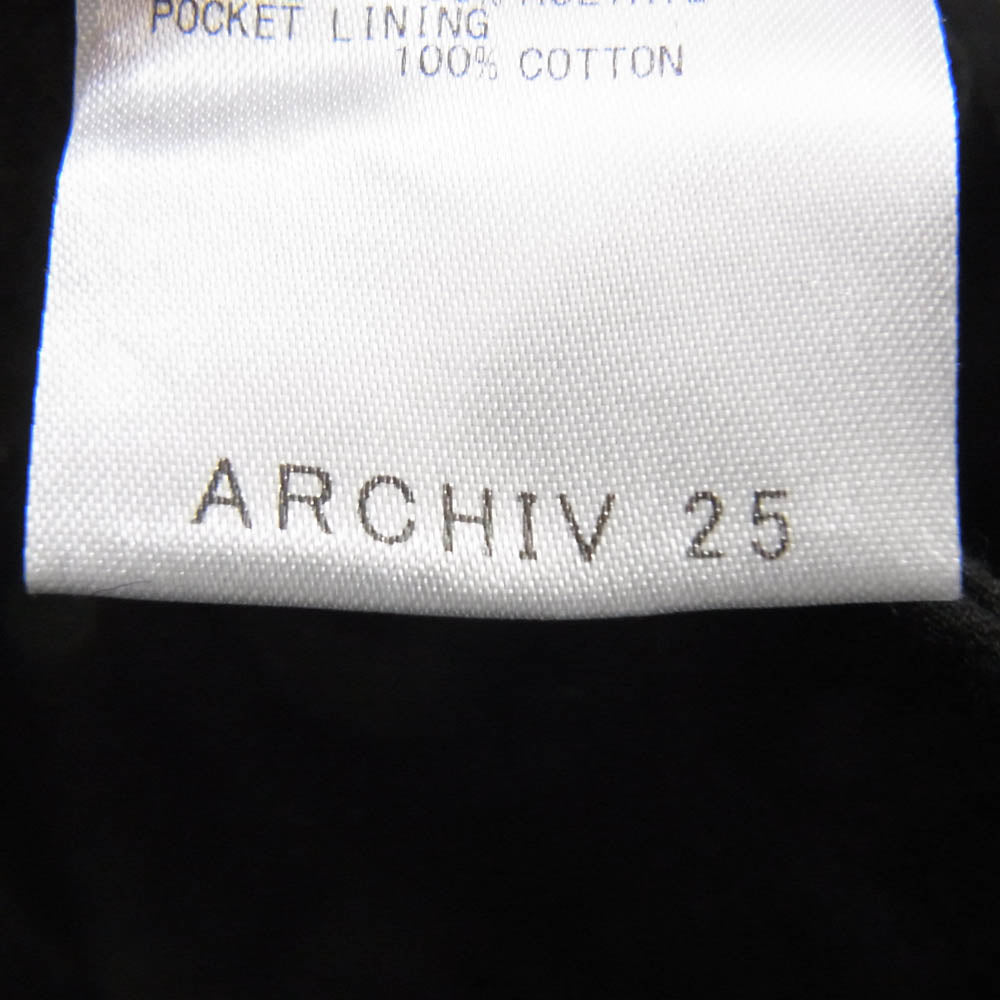 POCKET LINING
100% COTTON
ARCHIV 25